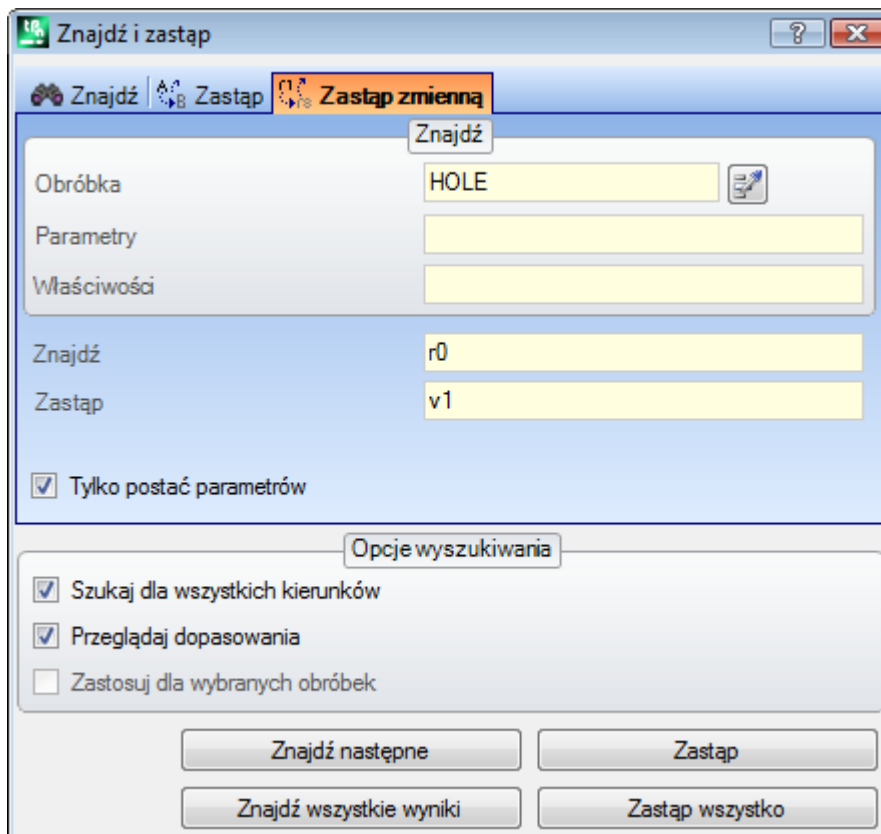 Znajdź i zastąp
Znajdź Zastąp Zastąp zmienną
Znajdź
Obróbka HOLE
Parametry
Właściwości
Znajdź r0
Zastąp v1
Tylko postać parametrów
Opcje wyszukiwania
Szukaj dla wszystkich kierunków
Przeglądaj dopasowania
Zastosuj dla wybranych obróbek
Znajdź następne Zastąp
Znajdź wszystkie wyniki Zastąp wszystko